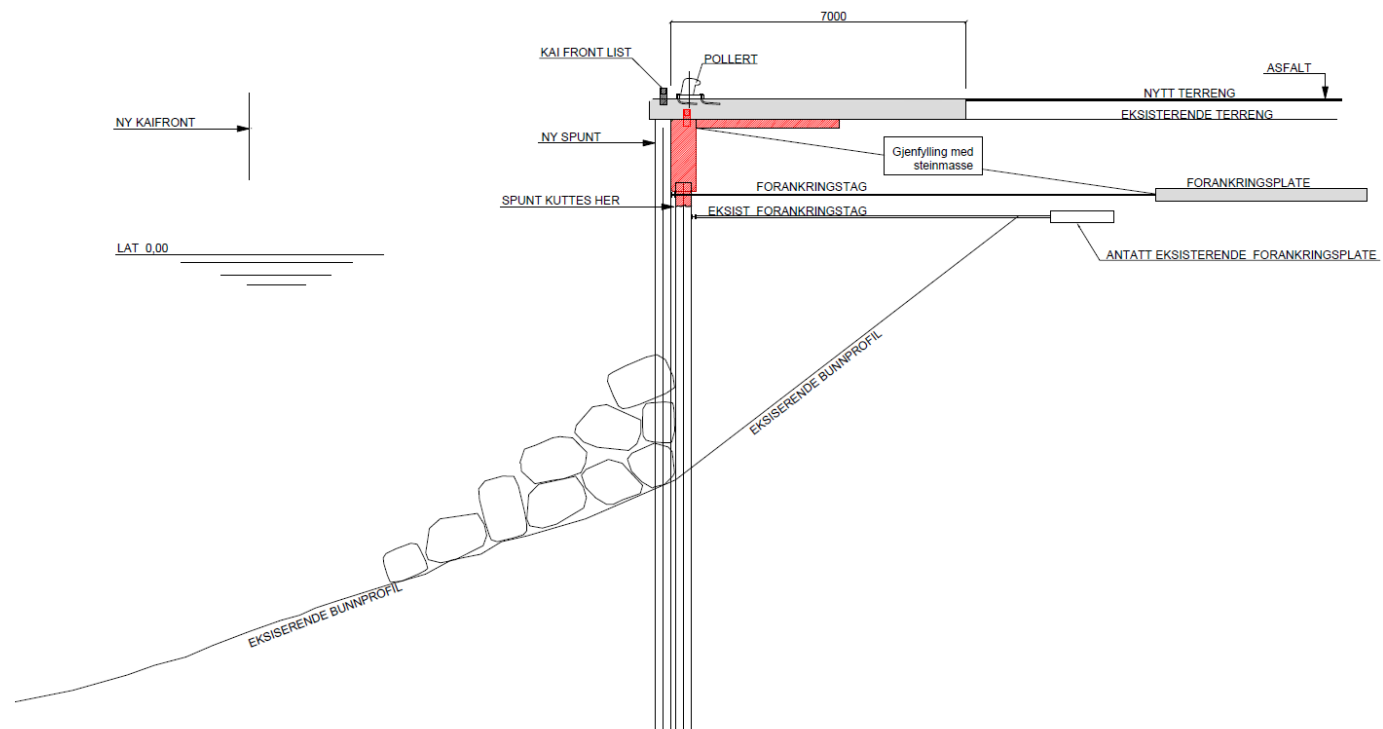 7000
KAI FRONT LIST
POLLERT
ASFALT
NYTT TERRENG
EKSISTERENDE TERRENG
NY KAIFRONT
NY SPUNT
Gjenfylling med
steinmasse
FORANKRINGSTAG
FORANKRINGSPLATE
SPUNT KUTTES HER
EKSIST FORANKRINGSTAG
LAT 0,00
ANTATT EKSISTERENDE FORANKRINGSPLATE
EKSISERENDE BUNNPROFIL
EKSISERENDE BUNNPROFIL